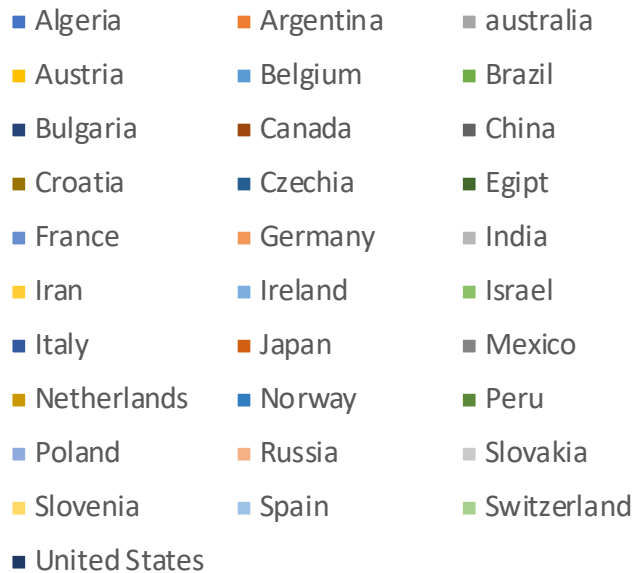 Algeria Argentina australia
Austria Belgium Brazil
Bulgaria Canada China
Croatia Czechia Egipt
France Germany India
Iran Ireland Israel
Italy Japan Mexico
Netherlands Norway Peru
Poland Russia Slovakia
Slovenia Spain Switzerland
United States